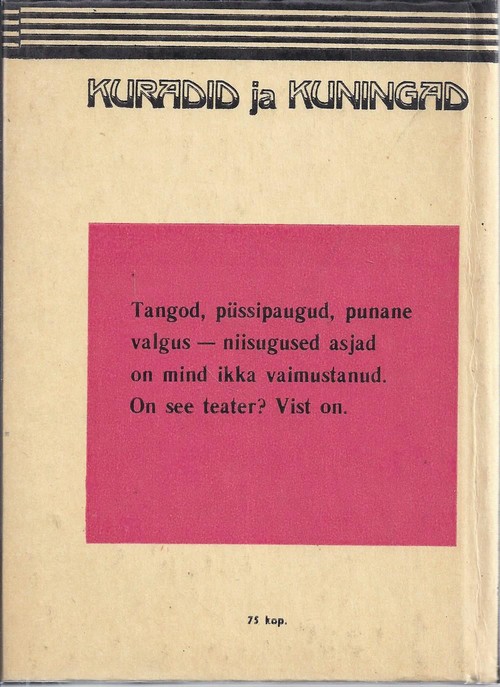 KURADID ja KUNINGAD
Tangod, püssipaugud, punane
valgus — niisugused asjad
on mind ikka vaimustanud.
On see teater? Vist on.
75 kop.